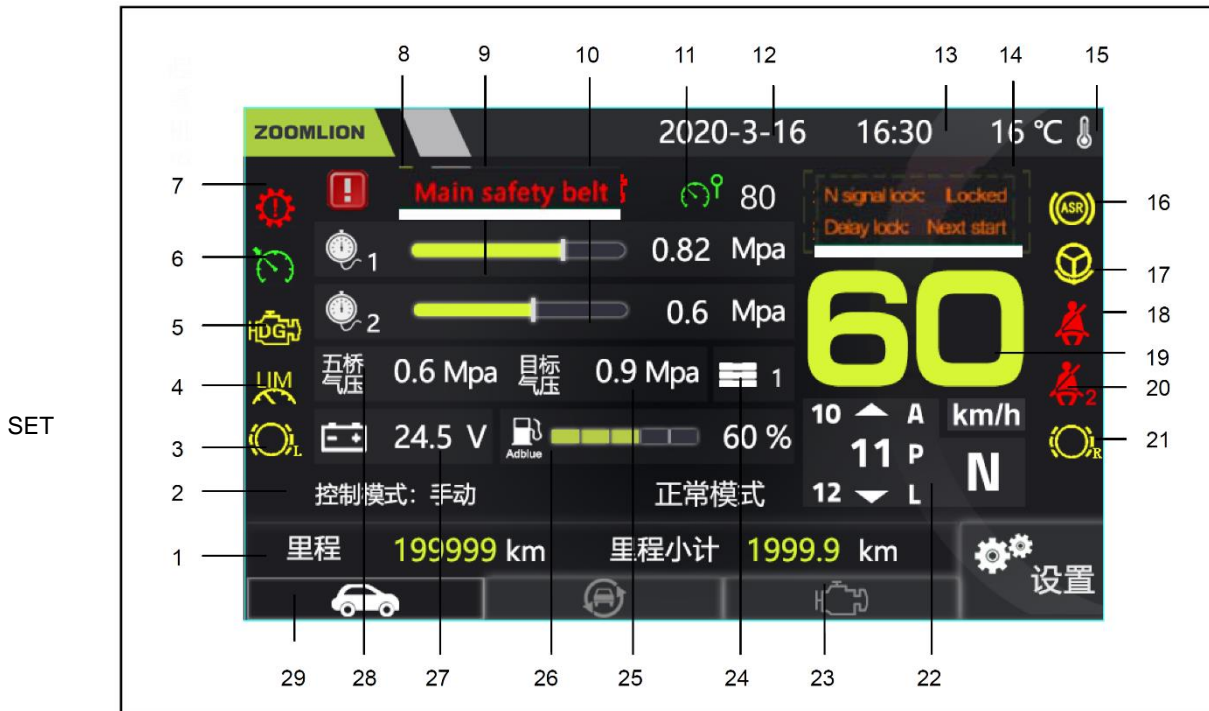 8 9 10 11 12 13 14 15
ZOOMLION 2020-3-16 16:30 16 ℃
7 Main safety belt 80 N signal lock: Locked
Delay lock: Next start ASR 16
6 1 0.82 Mpa 60 17
5 HDG 2 0.6 Mpa 18
19
4 LIM 五桥气压 0.6 Mpa 目标气压 0.9 Mpa 1 2 20
SET
3 L 24.5 V Adblue 60 % 10 A km/h R 21
11 P N
2 控制模式：手动 正常模式 12 L
1 里程 199999 km 里程小计 1999.9 km 设置
29 28 27 26 25 24 23 22